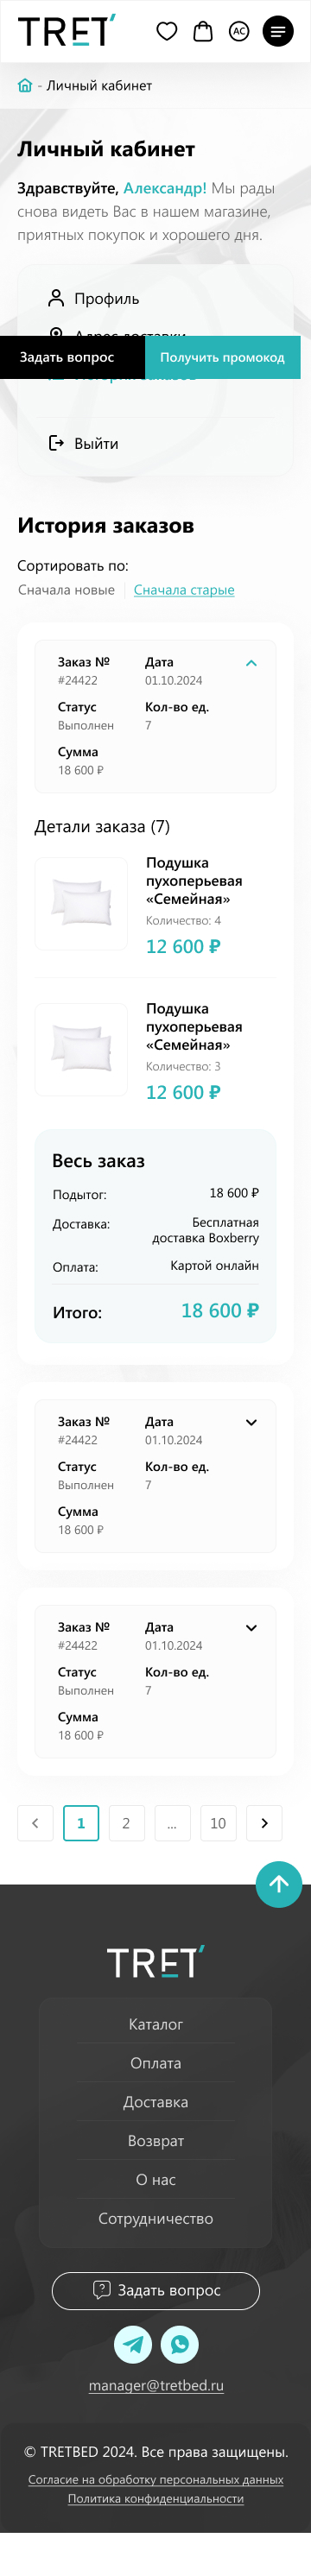 TRET'
AC
- Личный кабинет
Личный кабинет
Здравствуйте, Александр! Мы рады
снова видеть Вас в нашем магазине,
приятных покупок и хорошего дня.
Профиль
Адрес доставки
Задать вопрос
Получить промокод
История заказов
Выйти
История заказов
Сортировать по:
Сначала новые
Сначала старые
Заказ № Дата
#24422 01.10.2024
Статус Кол-во ед.
Выполнен 7
Сумма
18 600 ₽
Детали заказа (7)
Подушка
пухоперьевая
«Семейная»
Количество: 4
12 600 ₽
Подушка
пухоперьевая
«Семейная»
Количество: 3
12 600 ₽
Весь заказ
Подытог: 18 600 ₽
Доставка: Бесплатная
доставка Boxberry
Оплата: Картой онлайн
Итого: 18 600 ₽
Заказ № Дата
#24422 01.10.2024
Статус Кол-во ед.
Выполнен 7
Сумма
18 600 ₽
Заказ № Дата
#24422 01.10.2024
Статус Кол-во ед.
Выполнен 7
Сумма
18 600 ₽
1 2 ... 10
TRET'
Каталог
Оплата
Доставка
Возврат
О нас
Сотрудничество
? Задать вопрос
manager@tretbed.ru
© TRETBED 2024. Все права защищены.
Согласие на обработку персональных данных
Политика конфиденциальности